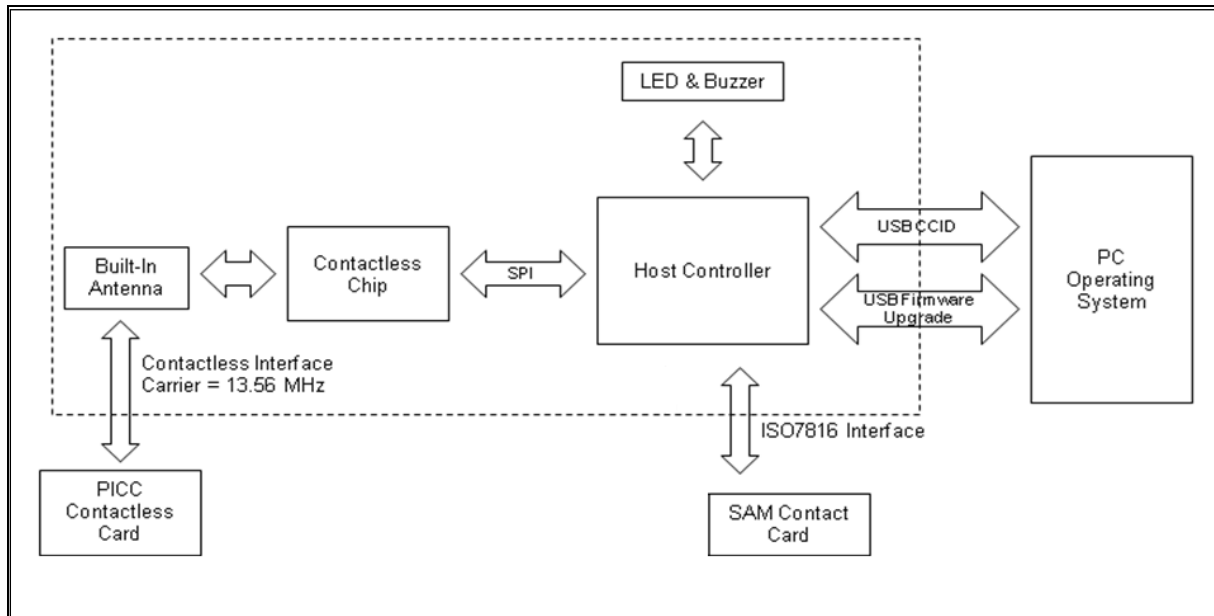 LED & Buzzer
Built-In
Antenna
Contactless
Chip
SPI
Host Controller
USB CCID
USB Firmware
Upgrade
PC
Operating
System
Contactless Interface
Carrier = 13.56 MHz
ISO7816 Interface
PICC
Contactless
Card
SAM Contact
Card